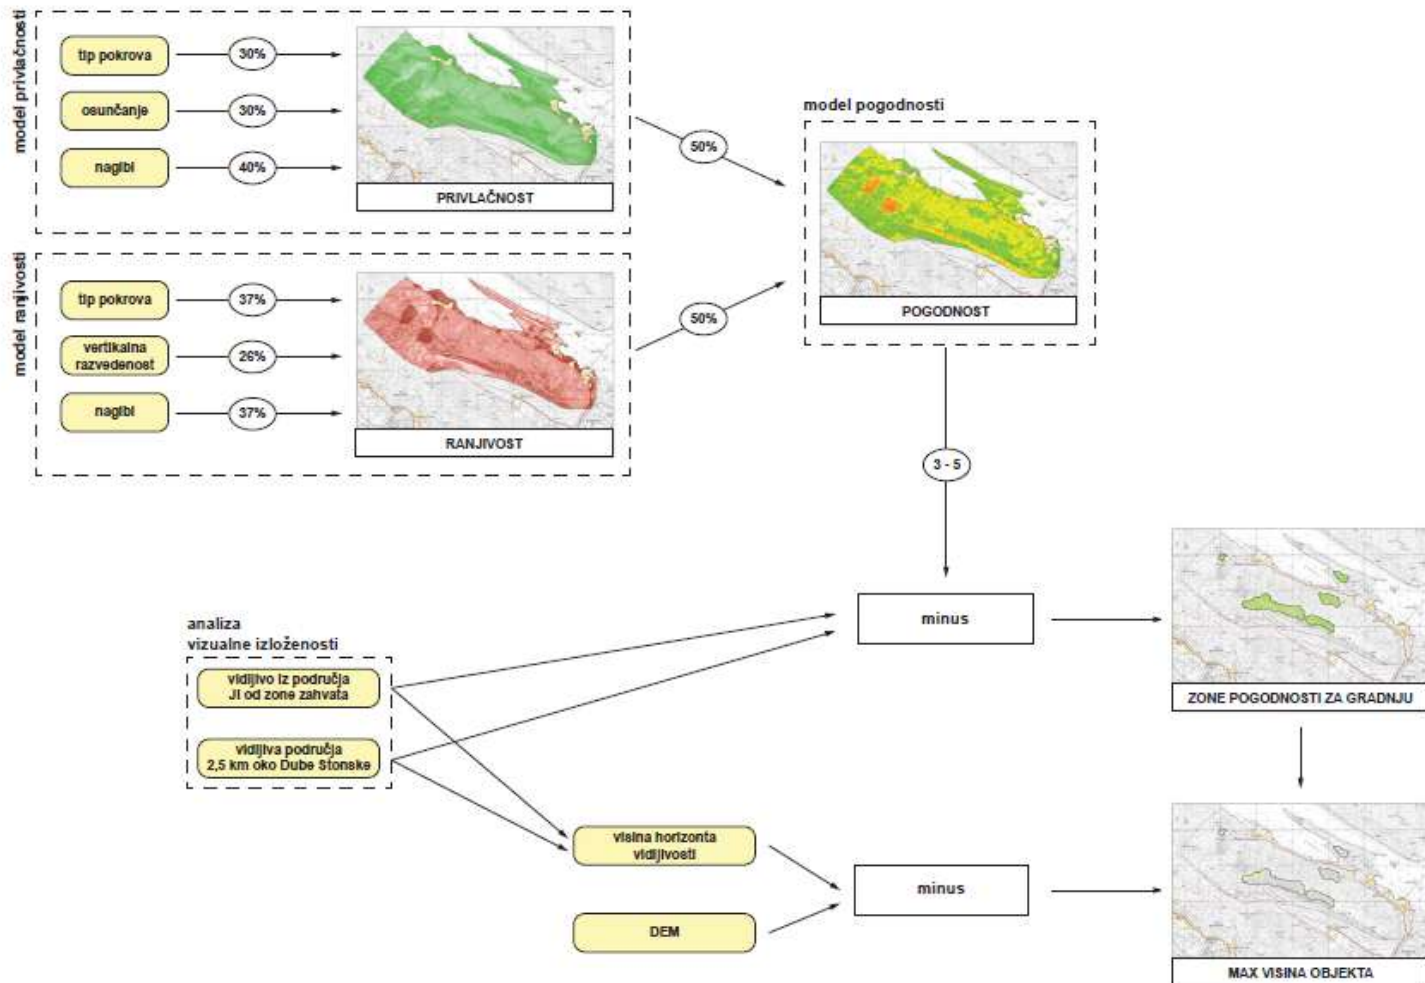 model privlačnosti
tip pokrova
30%
osunčanje
30%
nagibi
40%
PRIVLAČNOST
50%
model ranjivosti
tip pokrova
37%
vertikalna
razvedenost
26%
nagibi
37%
RANJIVOST
50%
model pogodnosti
POGODNOST
3 - 5
analiza
vizualne izloženosti
vidljivo iz područja
JI od zone zahvata
vidljiva područja
2,5 km oko Dube Stonske
minus
ZONE POGODNOSTI ZA GRADNJU
visina horizonta
vidljivosti
DEM
minus
MAX VISINA OBJEKTA